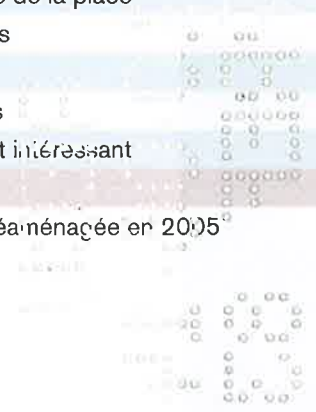 de la place
s
s
t intéressant
éaménagée en 2005